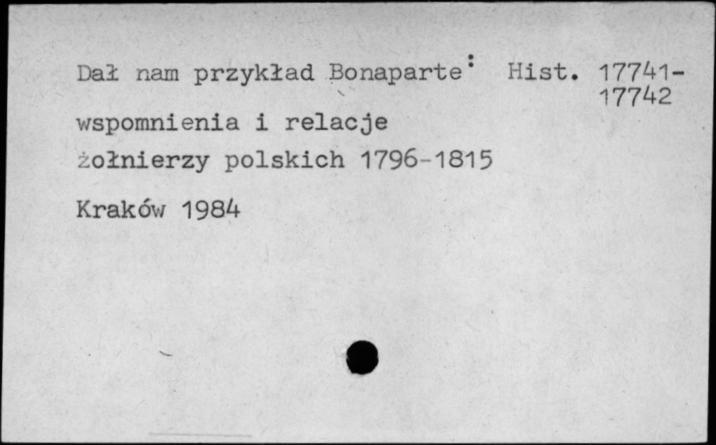 Dał nam przykład Bonaparte: Hist. 17741-
17742
wspomnienia i relacje
żołnierzy polskich 1796-1815
Kraków 1984